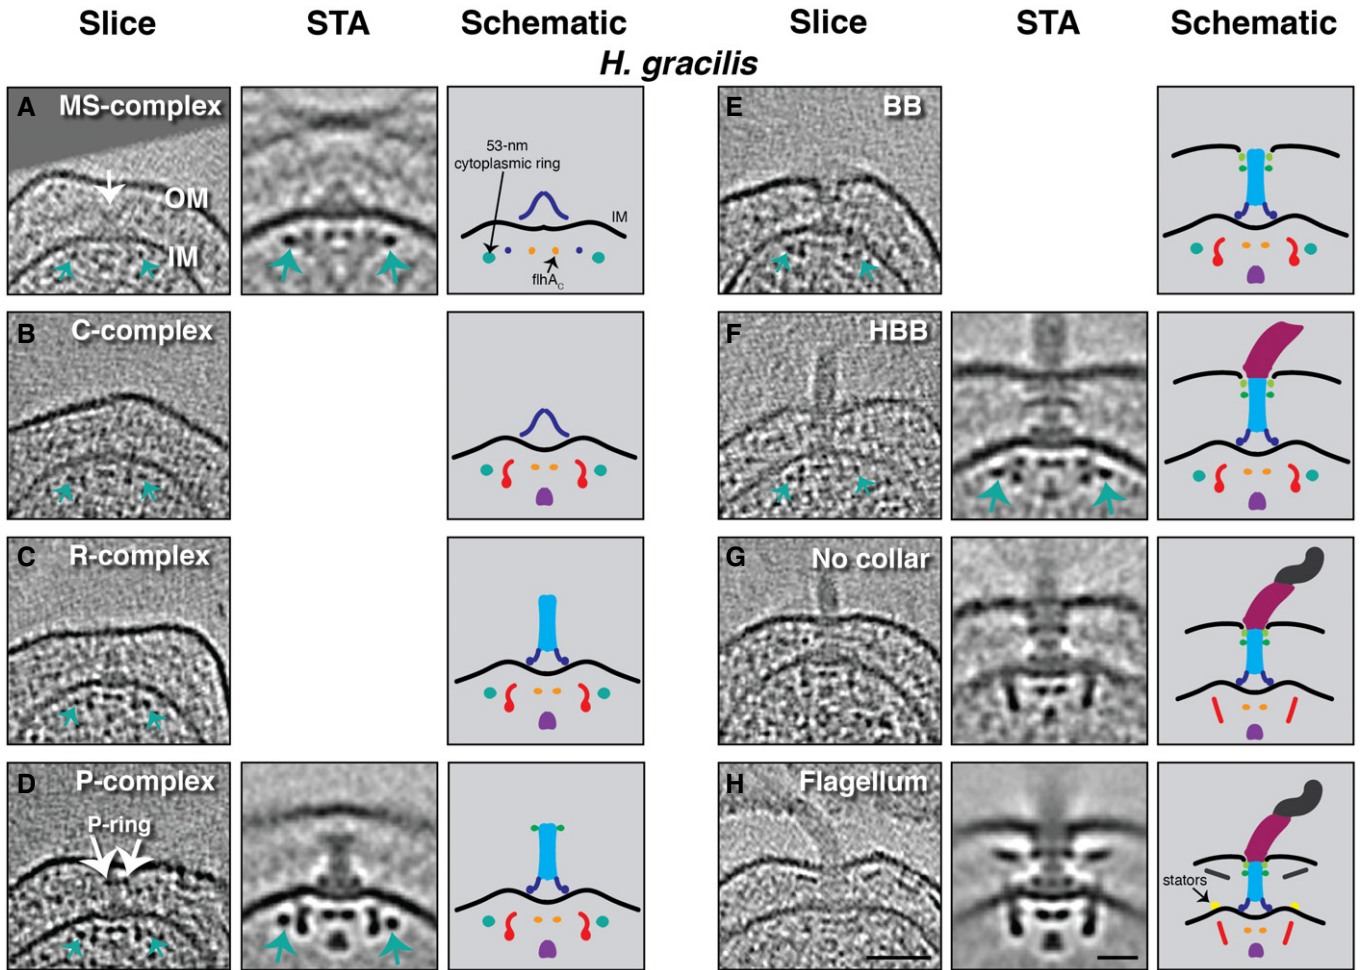 Slice STA Schematic Slice STA Schematic
H. gracilis
A MS-complex
OM
IM
53-nm
cytoplasmic ring
IM
flhAC
E BB
B C-complex
F HBB
C R-complex
G No collar
D P-complex
P-ring
H Flagellum
stators